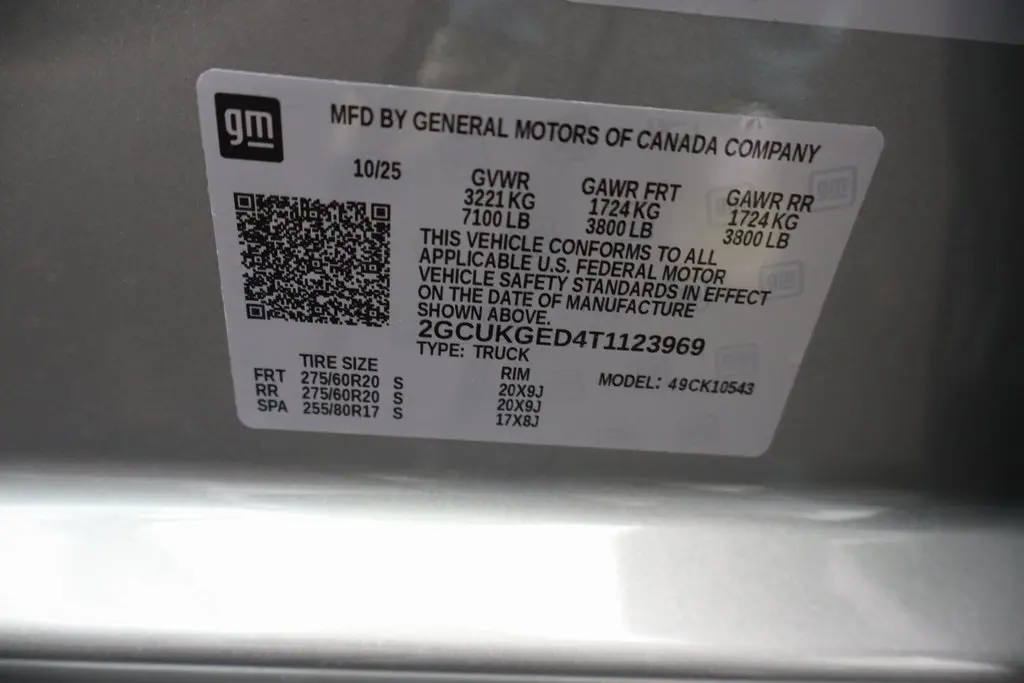 gm
MFD BY GENERAL MOTORS OF CANADA COMPANY
10/25
GVWR
3221 KG
7100 LB
GAWR FRT
1724 KG
3800 LB
GAWR RR
1724 KG
3800 LB
THIS VEHICLE CONFORMS TO ALL
APPLICABLE U.S. FEDERAL MOTOR
VEHICLE SAFETY STANDARDS IN EFFECT
ON THE DATE OF MANUFACTURE
SHOWN ABOVE.
2GCUKGED4T1123969
TYPE: TRUCK
TIRE SIZE
RIM
MODEL: 49CK10543
FRT 275/60R20 S 20X9J
RR 275/60R20 S 20X9J
SPA 255/80R17 S 17X8J